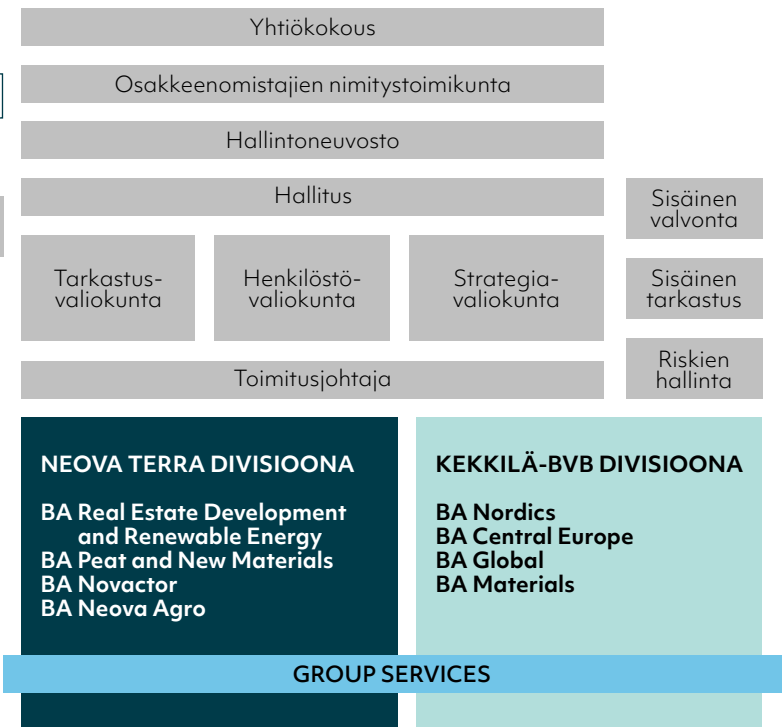 Yhtiökokous
Osakkeenomistajien nimitystoimikunta
Hallintoneuvosto
Hallitus
Sisäinen
valvonta
Tarkastus-
valiokunta
Henkilöstö-
valiokunta
Strategia-
valiokunta
Sisäinen
tarkastus
Toimitusjohtaja
Riskien
hallinta
NEOVA TERRA DIVISIOONA
BA Real Estate Development
and Renewable Energy
BA Peat and New Materials
BA Novactor
BA Neova Agro
KEKKILÄ-BVB DIVISIOONA
BA Nordics
BA Central Europe
BA Global
BA Materials
GROUP SERVICES